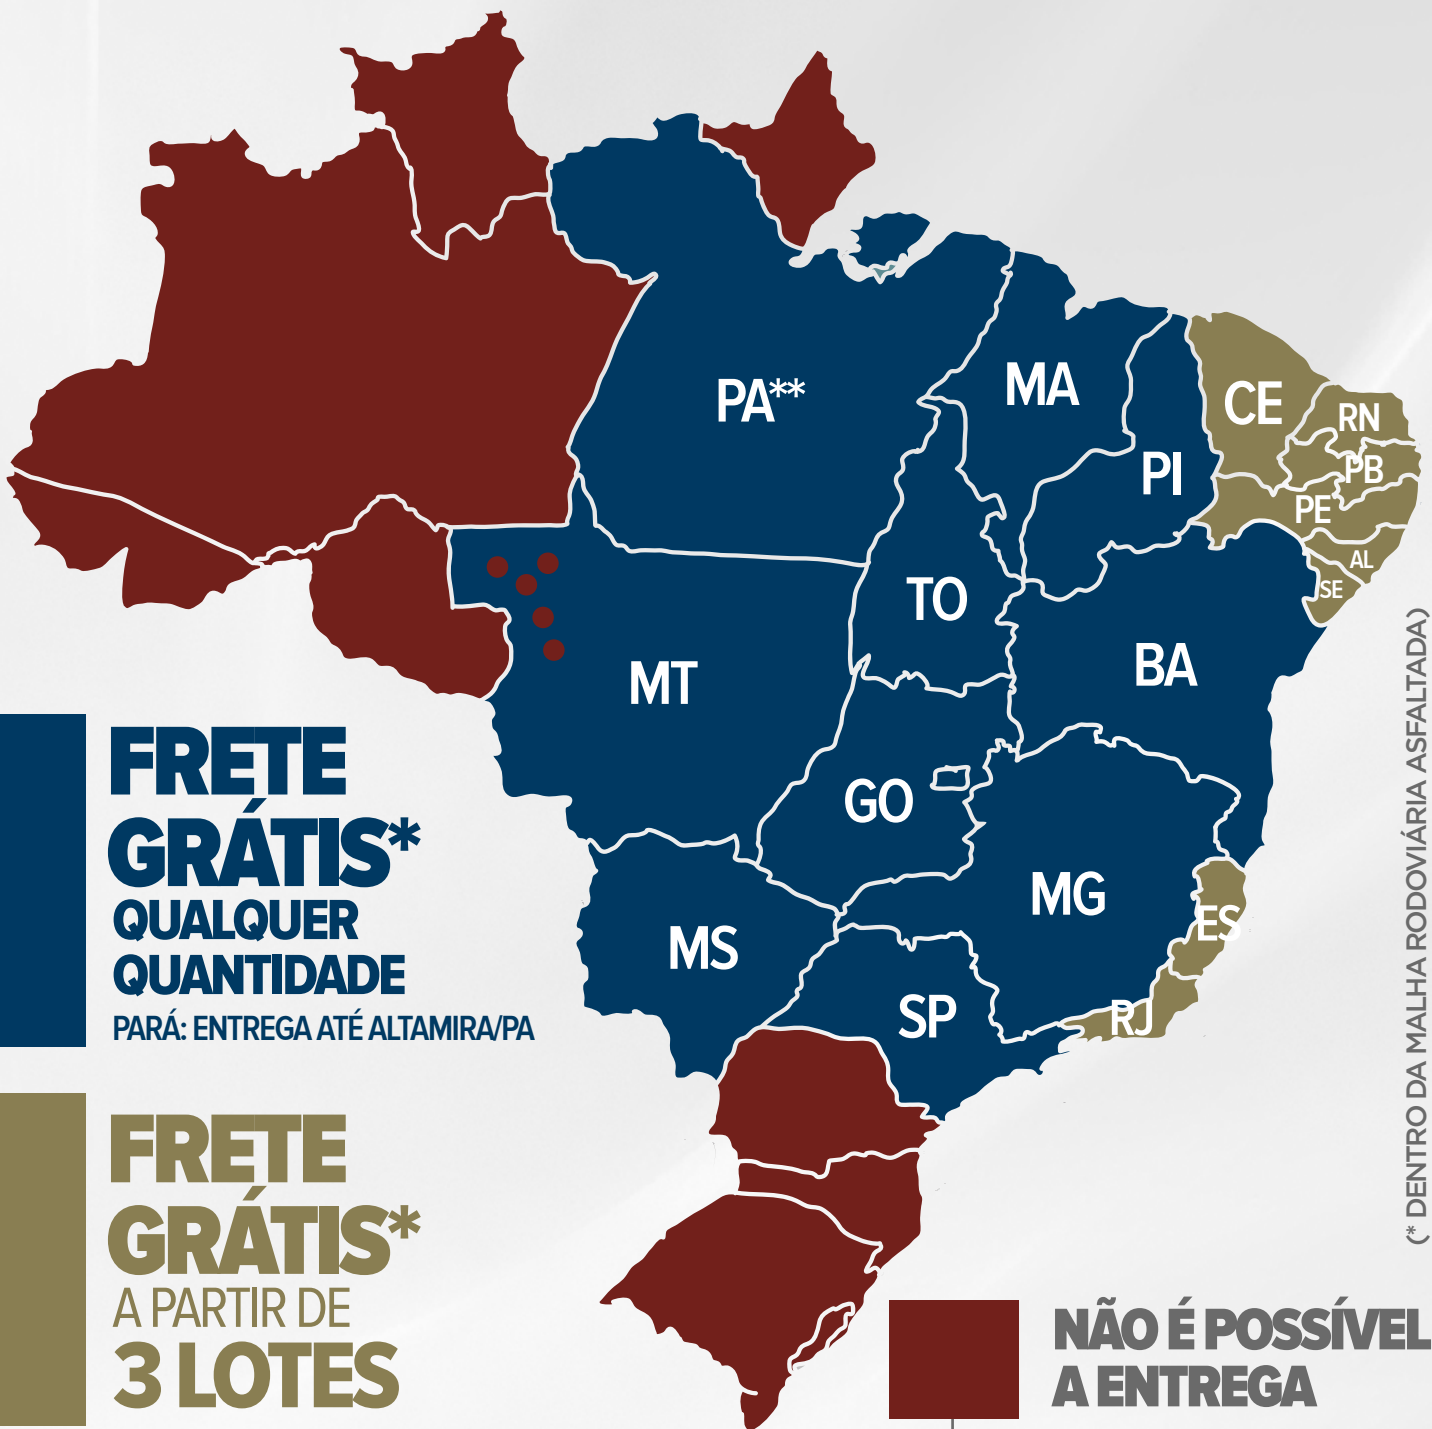 PA**
MA
CE
RN
PB
PI
PE
AL
SE
TO
BA
MT
GO
MG
ES
MS
SP
RJ
FRETE
GRÁTIS*
QUALQUER
QUANTIDADE
PARÁ: ENTREGA ATÉ ALTAMIRA/PA
FRETE
GRÁTIS*
A PARTIR DE
3 LOTES
NÃO É POSSÍVEL
A ENTREGA
(* DENTRO DA MALHA RODOVIÁRIA ASFALTADA)